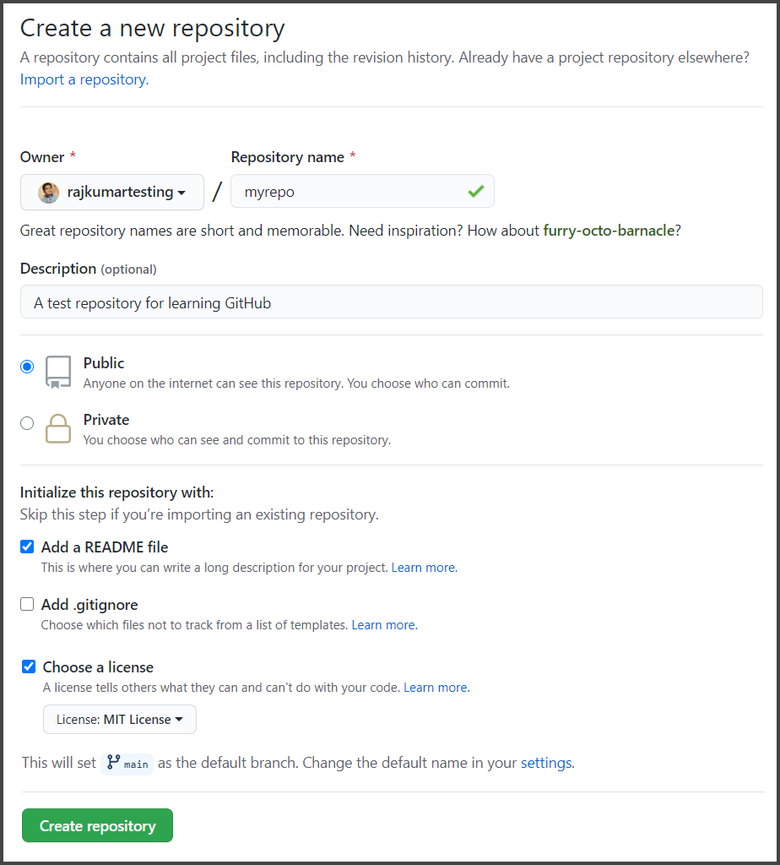 Create a new repository
A repository contains all project files, including the revision history. Already have a project repository elsewhere?
Import a repository.
Owner *
Repository name *
rajkumartesting
/
myrepo
Great repository names are short and memorable. Need inspiration? How about furry-octo-barnacle?
Description (optional)
A test repository for learning GitHub
Public
Anyone on the internet can see this repository. You choose who can commit.
Private
You choose who can see and commit to this repository.
Initialize this repository with:
Skip this step if you’re importing an existing repository.
Add a README file
This is where you can write a long description for your project. Learn more.
Add .gitignore
Choose which files not to track from a list of templates. Learn more.
Choose a license
A license tells others what they can and can't do with your code. Learn more.
License: MIT License
This will set main as the default branch. Change the default name in your settings.
Create repository